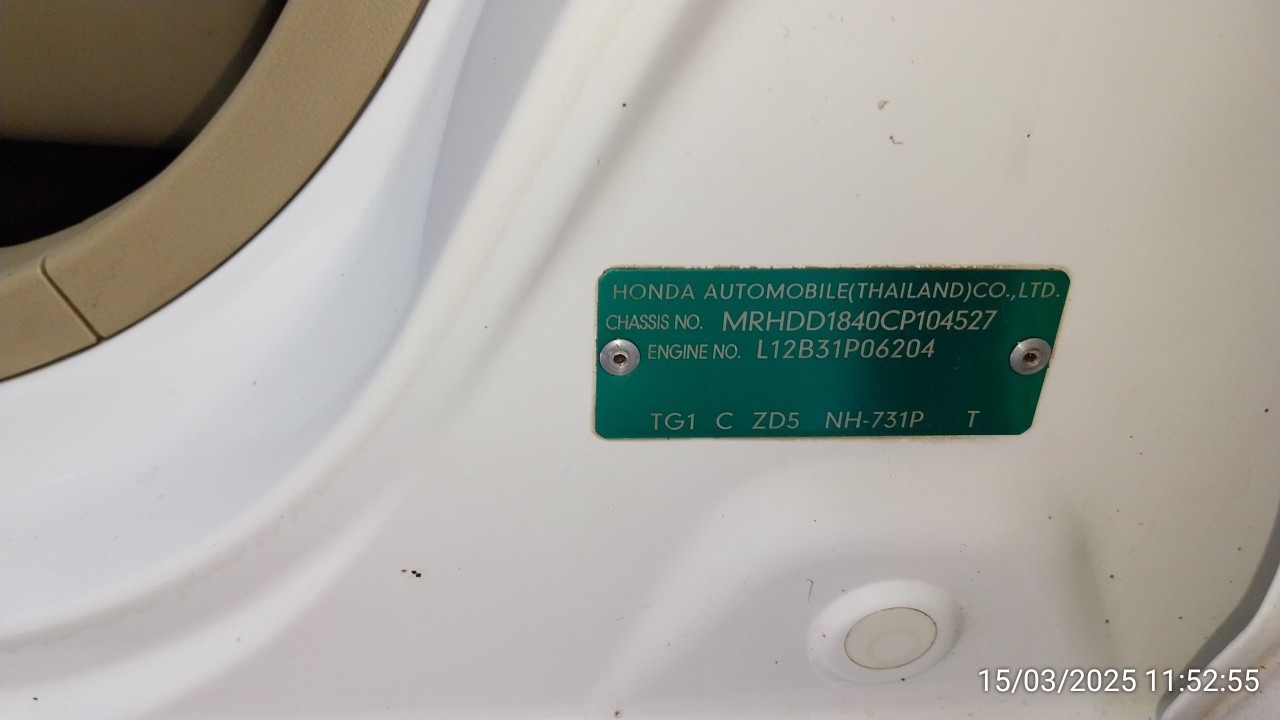 HONDA AUTOMOBILE(THAILAND)CO.,LTD.
CHASSIS NO. MRHDD1840CP104527
ENGINE NO. L12B31P06204
TG1 C ZD5 NH-731P T
15/03/2025 11:52:55